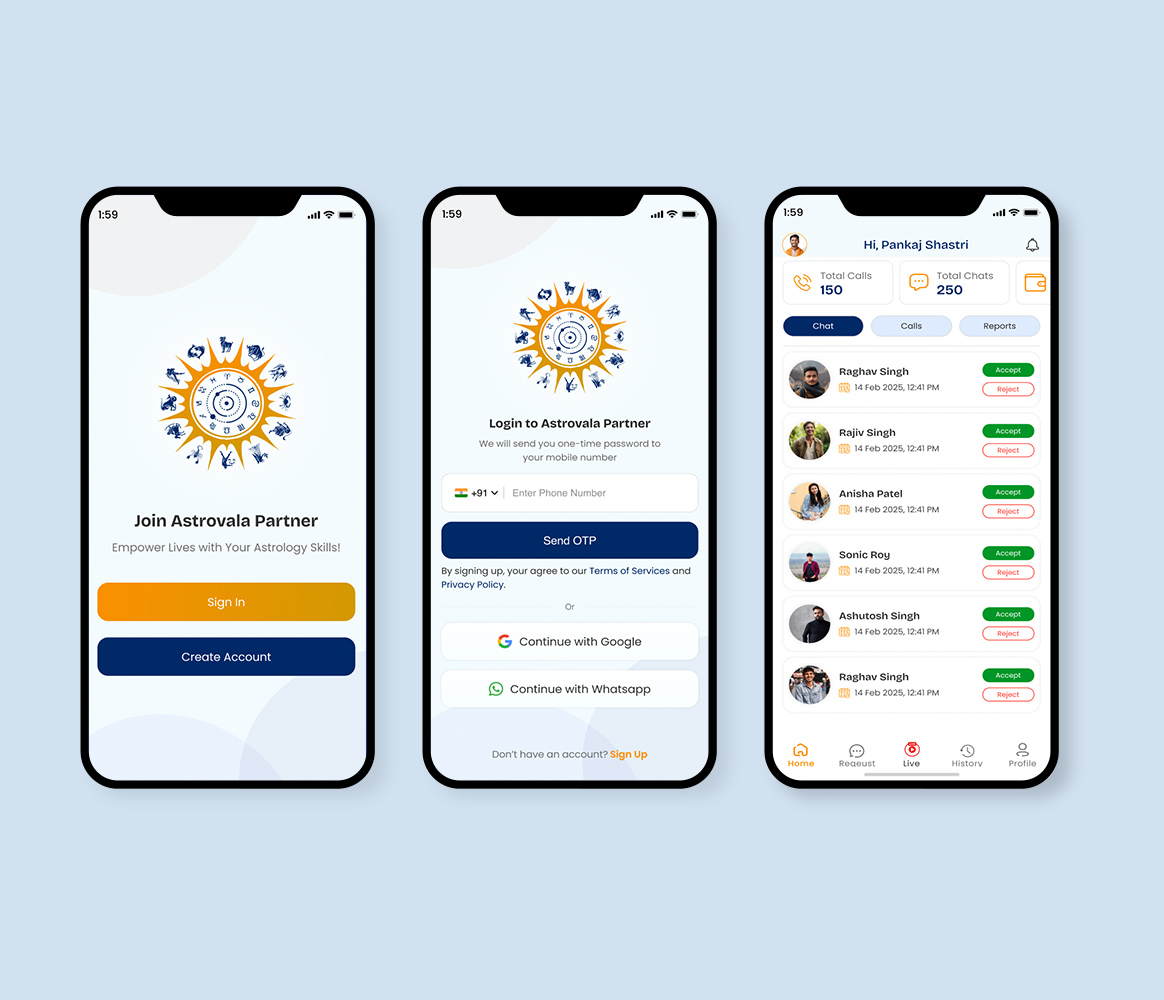 1:59
Join Astrovala Partner
Empower Lives with Your Astrology Skills!
Sign In
Create Account
1:59
Login to Astrovala Partner
We will send you one-time password to
your mobile number
+91 Enter Phone Number
Send OTP
By signing up, your agree to our Terms of Services and
Privacy Policy.
Or
Continue with Google
Continue with Whatsapp
Don't have an account? Sign Up
1:59
Hi, Pankaj Shastri
Total Calls
150
Total Chats
250
Chat Calls Reports
Raghav Singh
14 Feb 2025, 12:41 PM
Accept
Reject
Rajiv Singh
14 Feb 2025, 12:41 PM
Accept
Reject
Anisha Patel
14 Feb 2025, 12:41 PM
Accept
Reject
Sonic Roy
14 Feb 2025, 12:41 PM
Accept
Reject
Ashutosh Singh
14 Feb 2025, 12:41 PM
Accept
Reject
Raghav Singh
14 Feb 2025, 12:41 PM
Accept
Reject
Home Request Live History Profile